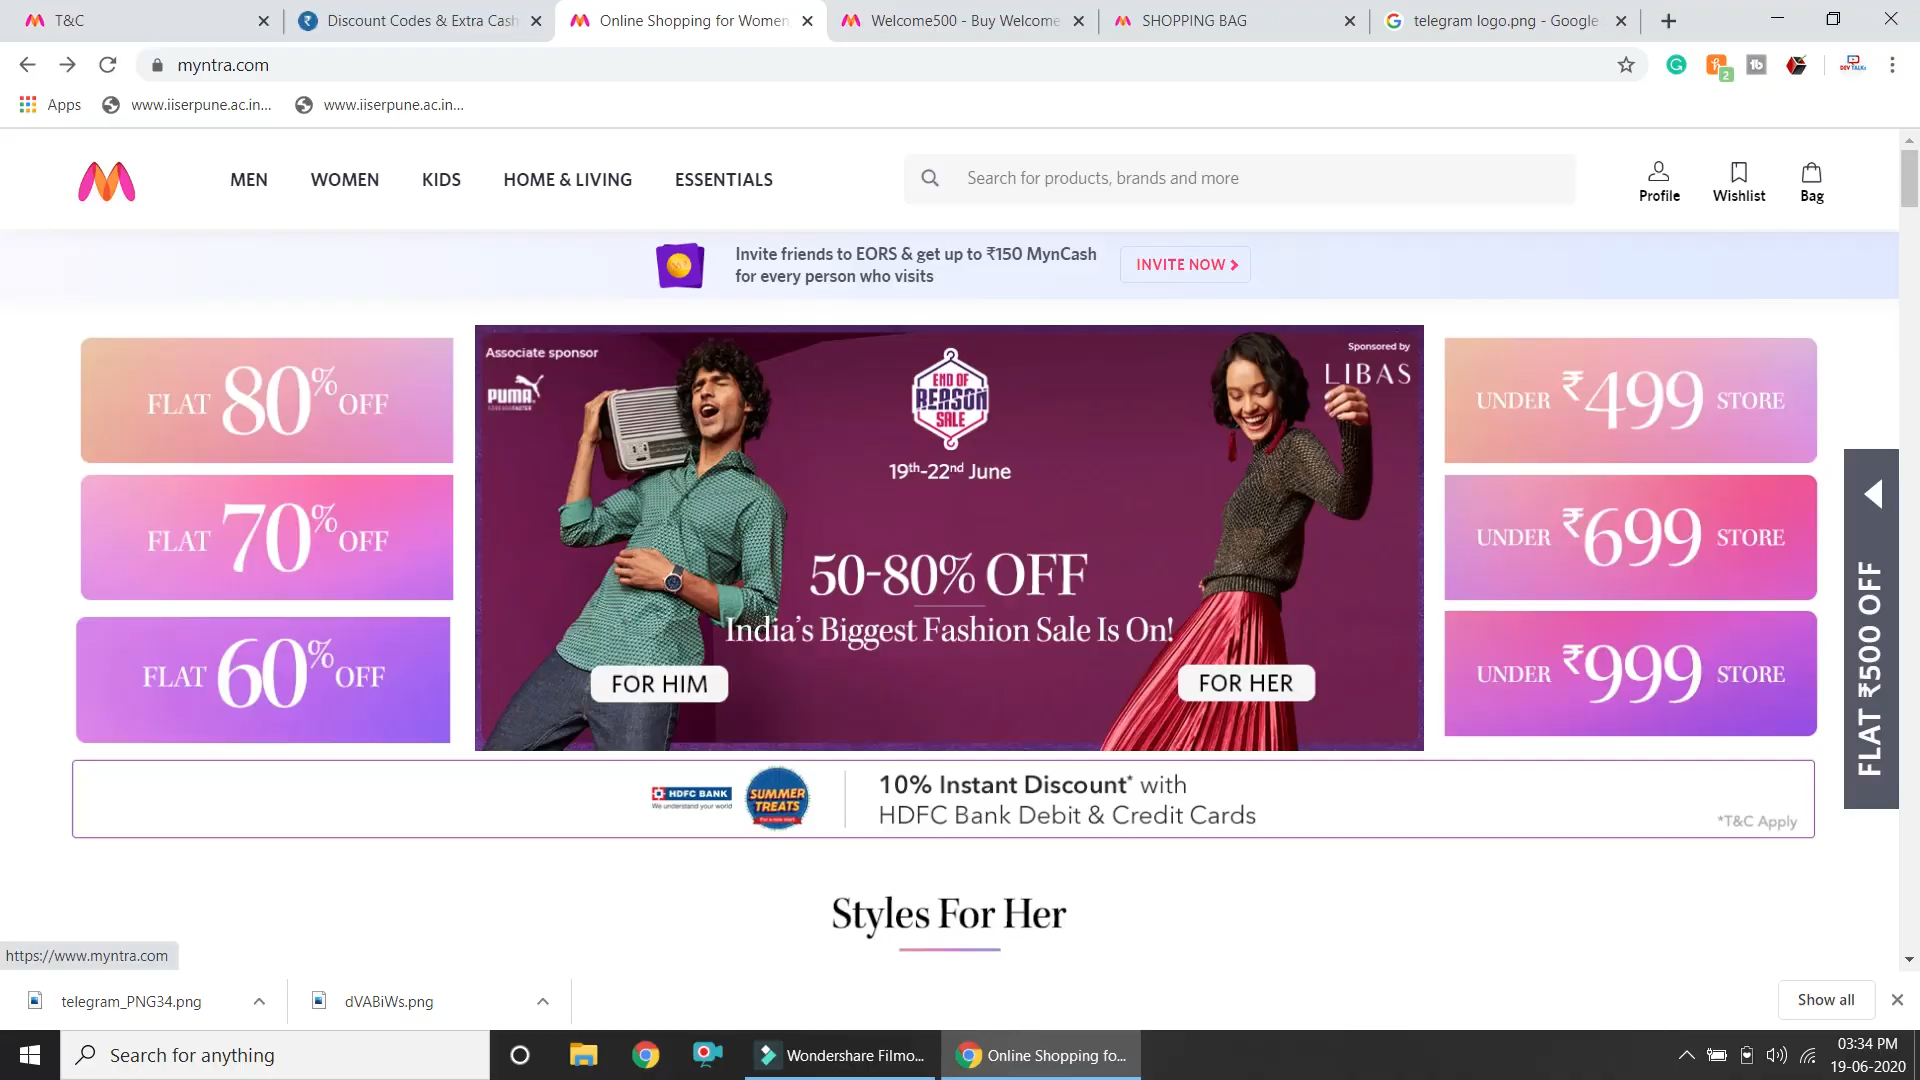 T&C
Discount Codes & Extra Cash
Online Shopping for Women,
Welcome500 - Buy Welcome
SHOPPING BAG
telegram logo.png - Google
myntra.com
2
DEV TALKs
Apps
www.iiserpune.ac.in...
www.iiserpune.ac.in...
MEN
WOMEN
KIDS
HOME & LIVING
ESSENTIALS
Search for products, brands and more
Profile
Wishlist
Bag
Invite friends to EORS & get up to ₹150 MynCash
for every person who visits
INVITE NOW
FLAT 80% OFF
FLAT 70% OFF
FLAT 60% OFF
Associate sponsor
PUMA
END OF
REASON
SALE
19th-22nd June
50-80% OFF
India's Biggest Fashion Sale Is On!
FOR HIM
FOR HER
Sponsored by
LIBAS
UNDER ₹499 STORE
UNDER ₹699 STORE
UNDER ₹999 STORE
FLAT ₹500 OFF
HDFC BANK
We understand your world
SUMMER
TREATS
10% Instant Discount* with
HDFC Bank Debit & Credit Cards
*T&C Apply
Styles For Her
https://www.myntra.com
telegram_PNG34.png
dVABiWs.png
Show all
Search for anything
Wondershare Filmo...
Online Shopping fo...
03:34 PM
19-06-2020